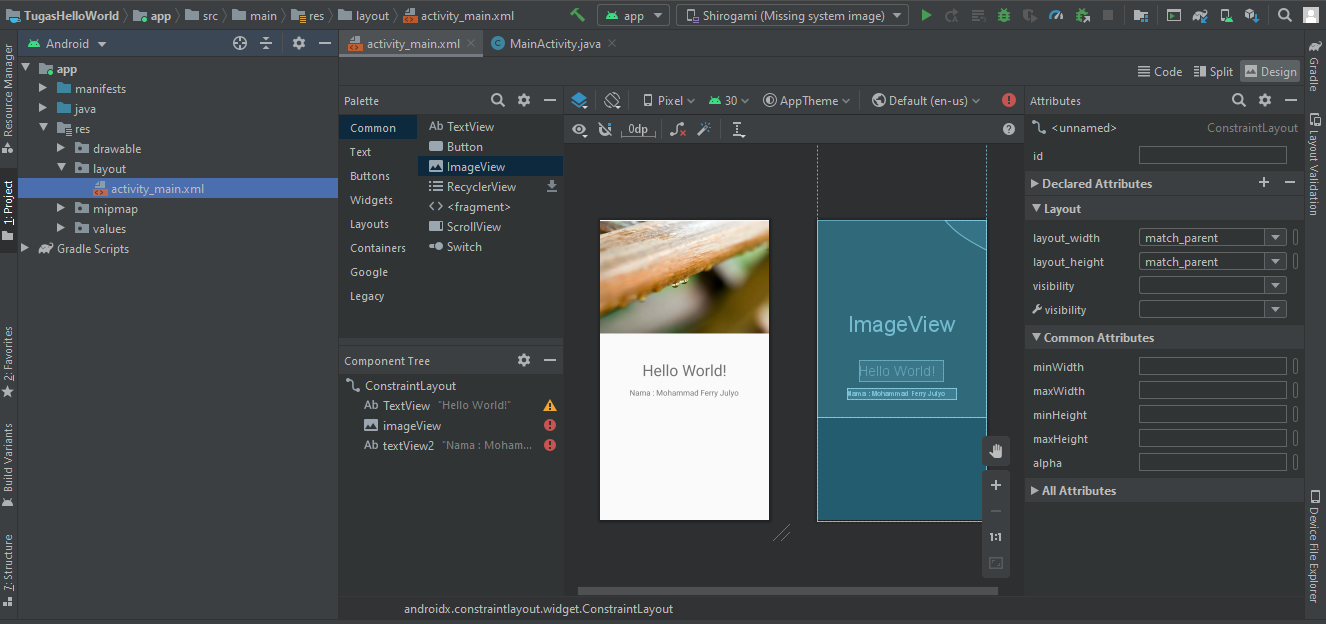 TugasHelloWorld app src main res layout activity_main.xml app Shirogami (Missing system image)
Android
activity_main.xml MainActivity.java
Code Split Design
Resource Manager
1: Project
2: Favorites
Build Variants
7: Structure
app
manifests
java
res
drawable
layout
activity_main.xml
mipmap
values
Gradle Scripts
Palette
Common
Text
Buttons
Widgets
Layouts
Containers
Google
Legacy
Ab TextView
Button
ImageView
RecyclerView
<fragment>
ScrollView
Switch
Component Tree
ConstraintLayout
Ab TextView "Hello World!"
imageView
Ab textView2 "Nama : Moham...
Pixel 30 AppTheme Default (en-us)
0dp
Hello World!
Nama : Mohammad Ferry Julyo
ImageView
Hello World!
Nama : Mohammad Ferry Julyo
1:1
Attributes
<unnamed> ConstraintLayout
id
Declared Attributes
Layout
layout_width match_parent
layout_height match_parent
visibility
visibility
Common Attributes
minWidth
maxWidth
minHeight
maxHeight
alpha
All Attributes
Gradle
Layout Validation
Device File Explorer
androidx.constraintlayout.widget.ConstraintLayout